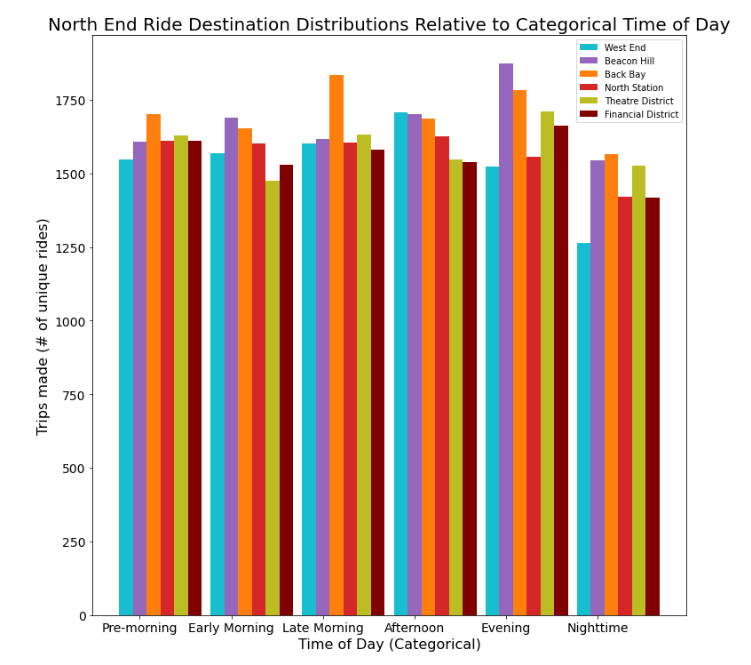 North End Ride Destination Distributions Relative to Categorical Time of Day
West End
Beacon Hill
Back Bay
North Station
Theatre District
Financial District
Trips made (# of unique rides)
1750
1500
1250
1000
750
500
250
0
Pre-morning Early Morning Late Morning Afternoon Evening Nighttime
Time of Day (Categorical)